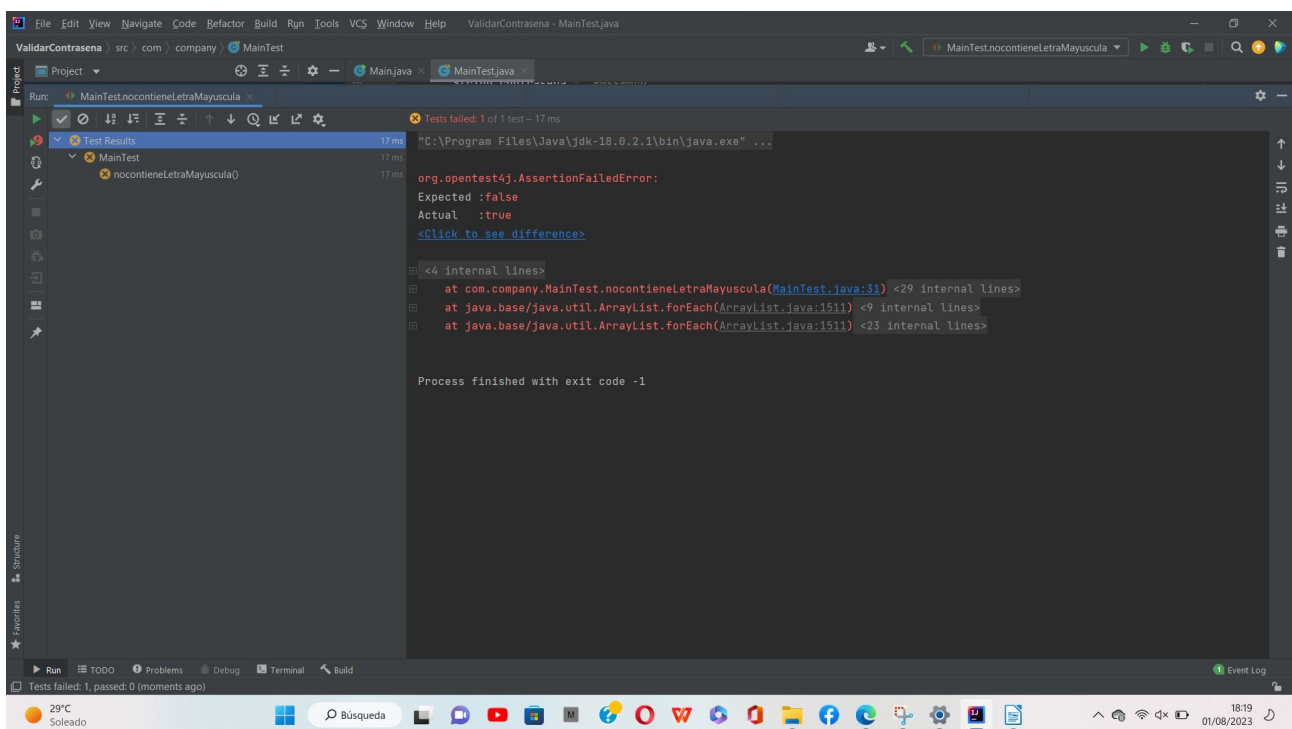 File Edit View Navigate Code Refactor Build Run Tools VCS Window Help ValidarContrasena - MainTest.java
ValidarContrasena src com company MainTest MainTest.nocontieneLetraMayuscula
Project Project Main.java MainTest.java
Run: MainTest.nocontieneLetraMayuscula
Tests failed: 1 of 1 test – 17 ms
Test Results 17 ms "C:\Program Files\Java\jdk-18.0.2.1\bin\java.exe" ...
MainTest 17 ms
nocontieneLetraMayuscula() 17 ms
org.opentest4j.AssertionFailedError:
Expected :false
Actual :true
<Click to see difference>
<4 internal lines>
at com.company.MainTest.nocontieneLetraMayuscula(MainTest.java:31) <29 internal lines>
at java.base/java.util.ArrayList.forEach(ArrayList.java:1511) <9 internal lines>
at java.base/java.util.ArrayList.forEach(ArrayList.java:1511) <23 internal lines>
Process finished with exit code -1
Structure
Favorites
Run TODO Problems Debug Terminal Build 1 Event Log
Tests failed: 1, passed: 0 (moments ago)
29°C
Soleado
Búsqueda
18:19
01/08/2023